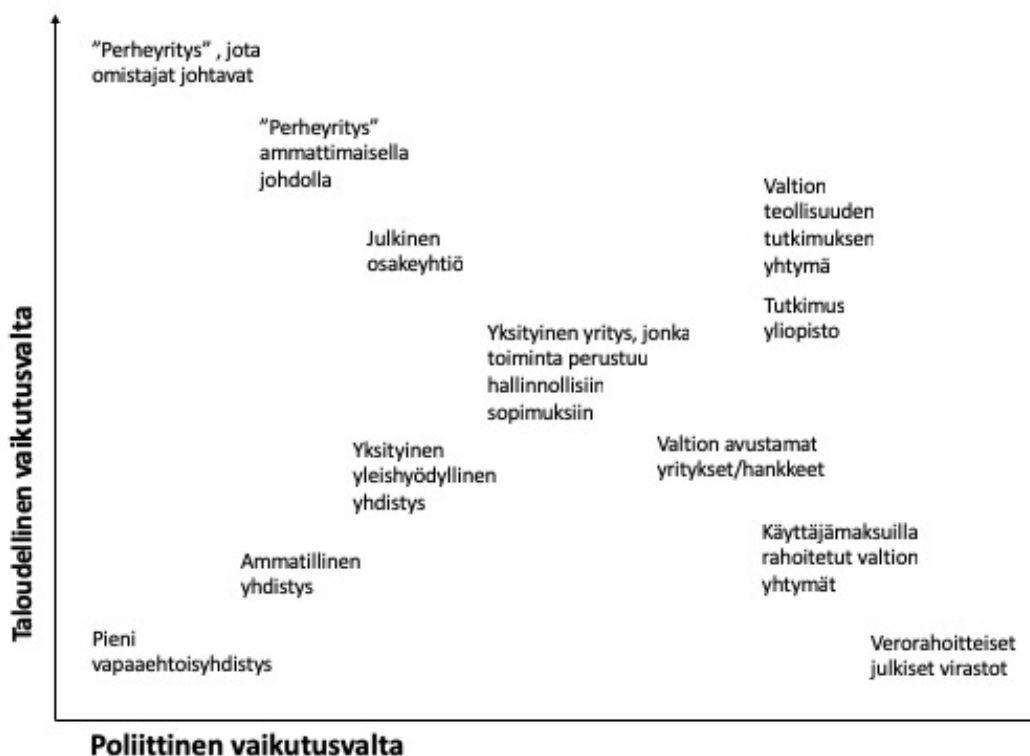 "Perheyritys" , jota
omistajat johtavat
"Perheyritys"
ammattimaisella
johdolla
Valtion
teollisuuden
tutkimuksen
yhtymä
Julkinen
osakeyhtiö
Tutkimus
yliopisto
Yksityinen yritys, jonka
toiminta perustuu
hallinnollisiin
sopimuksiin
Yksityinen
yleishyödyllinen
yhdistys
Valtion avustamat
yritykset/hankkeet
Käyttäjämaksuilla
rahoitetut valtion
yhtymät
Ammatillinen
yhdistys
Pieni
vapaaehtoisyhdistys
Verorahoitteiset
julkiset virastot
Taloudellinen vaikutusvalta
Poliittinen vaikutusvalta